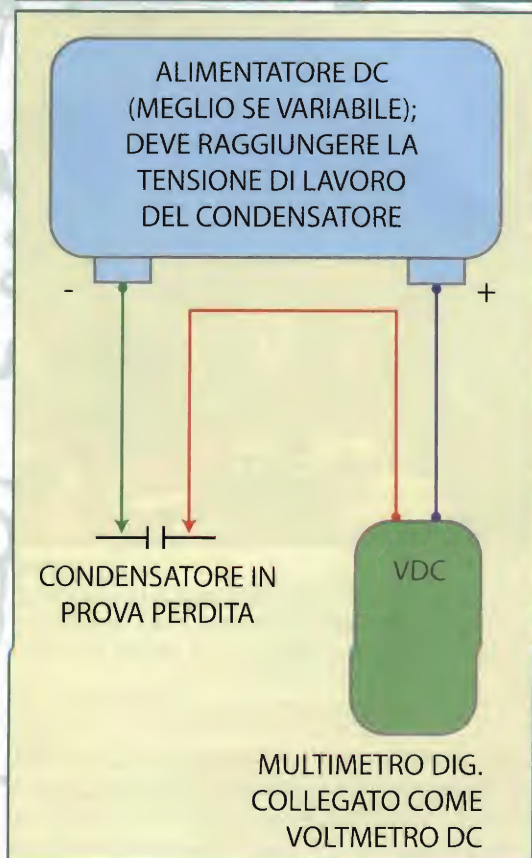 ALIMENTATORE DC
(MEGLIO SE VARIABILE);
DEVE RAGGIUNGERE LA
TENSIONE DI LAVORO
DEL CONDENSATORE
- +
CONDENSATORE IN
PROVA PERDITA
VDC
MULTIMETRO DIG.
COLLEGATO COME
VOLTMETRO DC